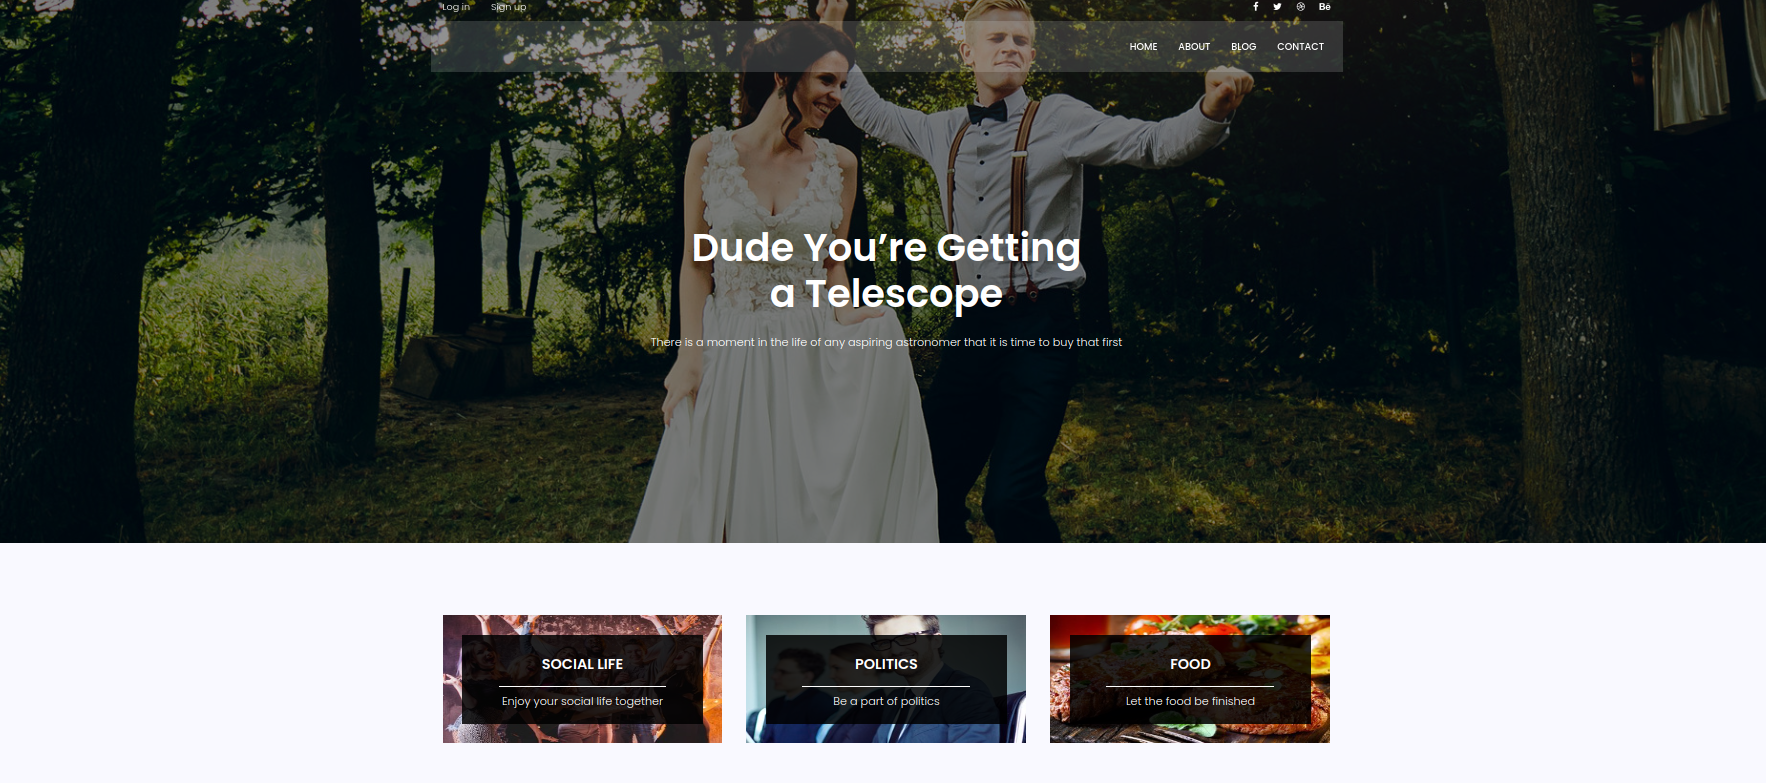 Log in Sign up
HOME ABOUT BLOG CONTACT
Dude You’re Getting
a Telescope
There is a moment in the life of any aspiring astronomer that it is time to buy that first
SOCIAL LIFE
Enjoy your social life together
POLITICS
Be a part of politics
FOOD
Let the food be finished